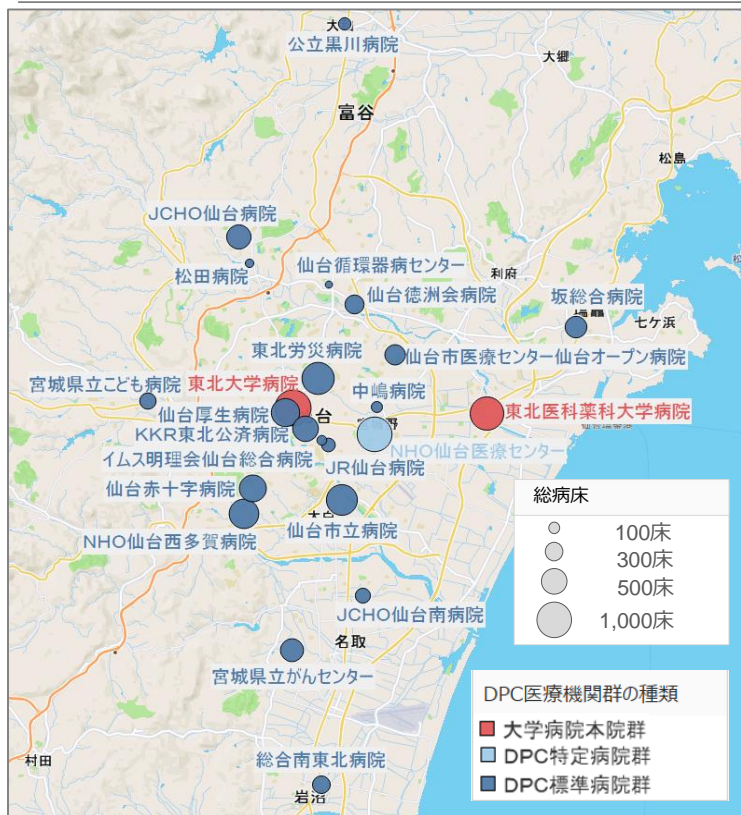 大
公立黒川病院
大郷
富谷
松島
JCHO仙台病院
松田病院
仙台循環器病センター
利府
仙台徳洲会病院
坂総合病院
七ケ浜
東北労災病院
仙台市医療センター仙台オープン病院
宮城県立こども病院
東北大学病院
中嶋病院
仙台厚生病院
台
東北医科薬科大学病院
KKR東北公済病院
NHO仙台医療センター
イムス明理会仙台総合病院
JR仙台病院
仙台赤十字病院
仙台市立病院
NHO仙台西多賀病院
総病床
100床
300床
500床
1,000床
JCHO仙台南病院
名取
宮城県立がんセンター
DPC医療機関群の種類
大学病院本院群
DPC特定病院群
DPC標準病院群
総合南東北病院
村田
岩沼